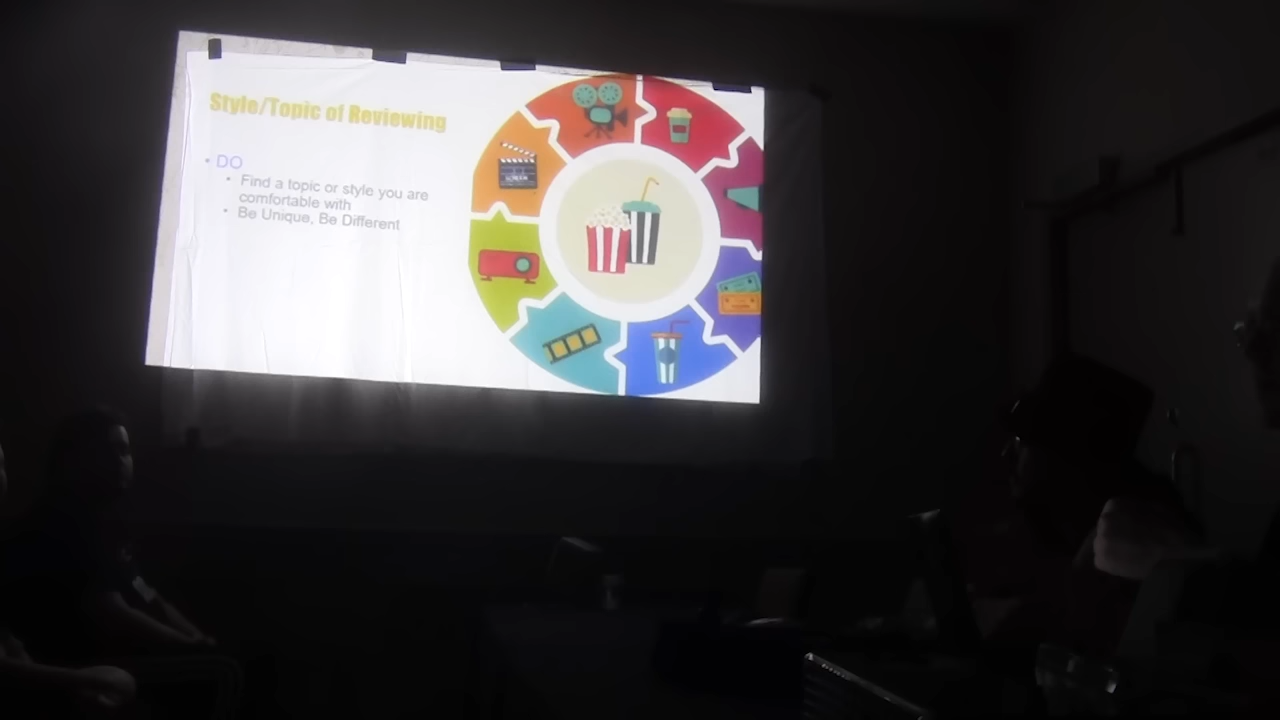 Style/Topic of Reviewing
• DO
• Find a topic or style you are
comfortable with
• Be Unique, Be Different